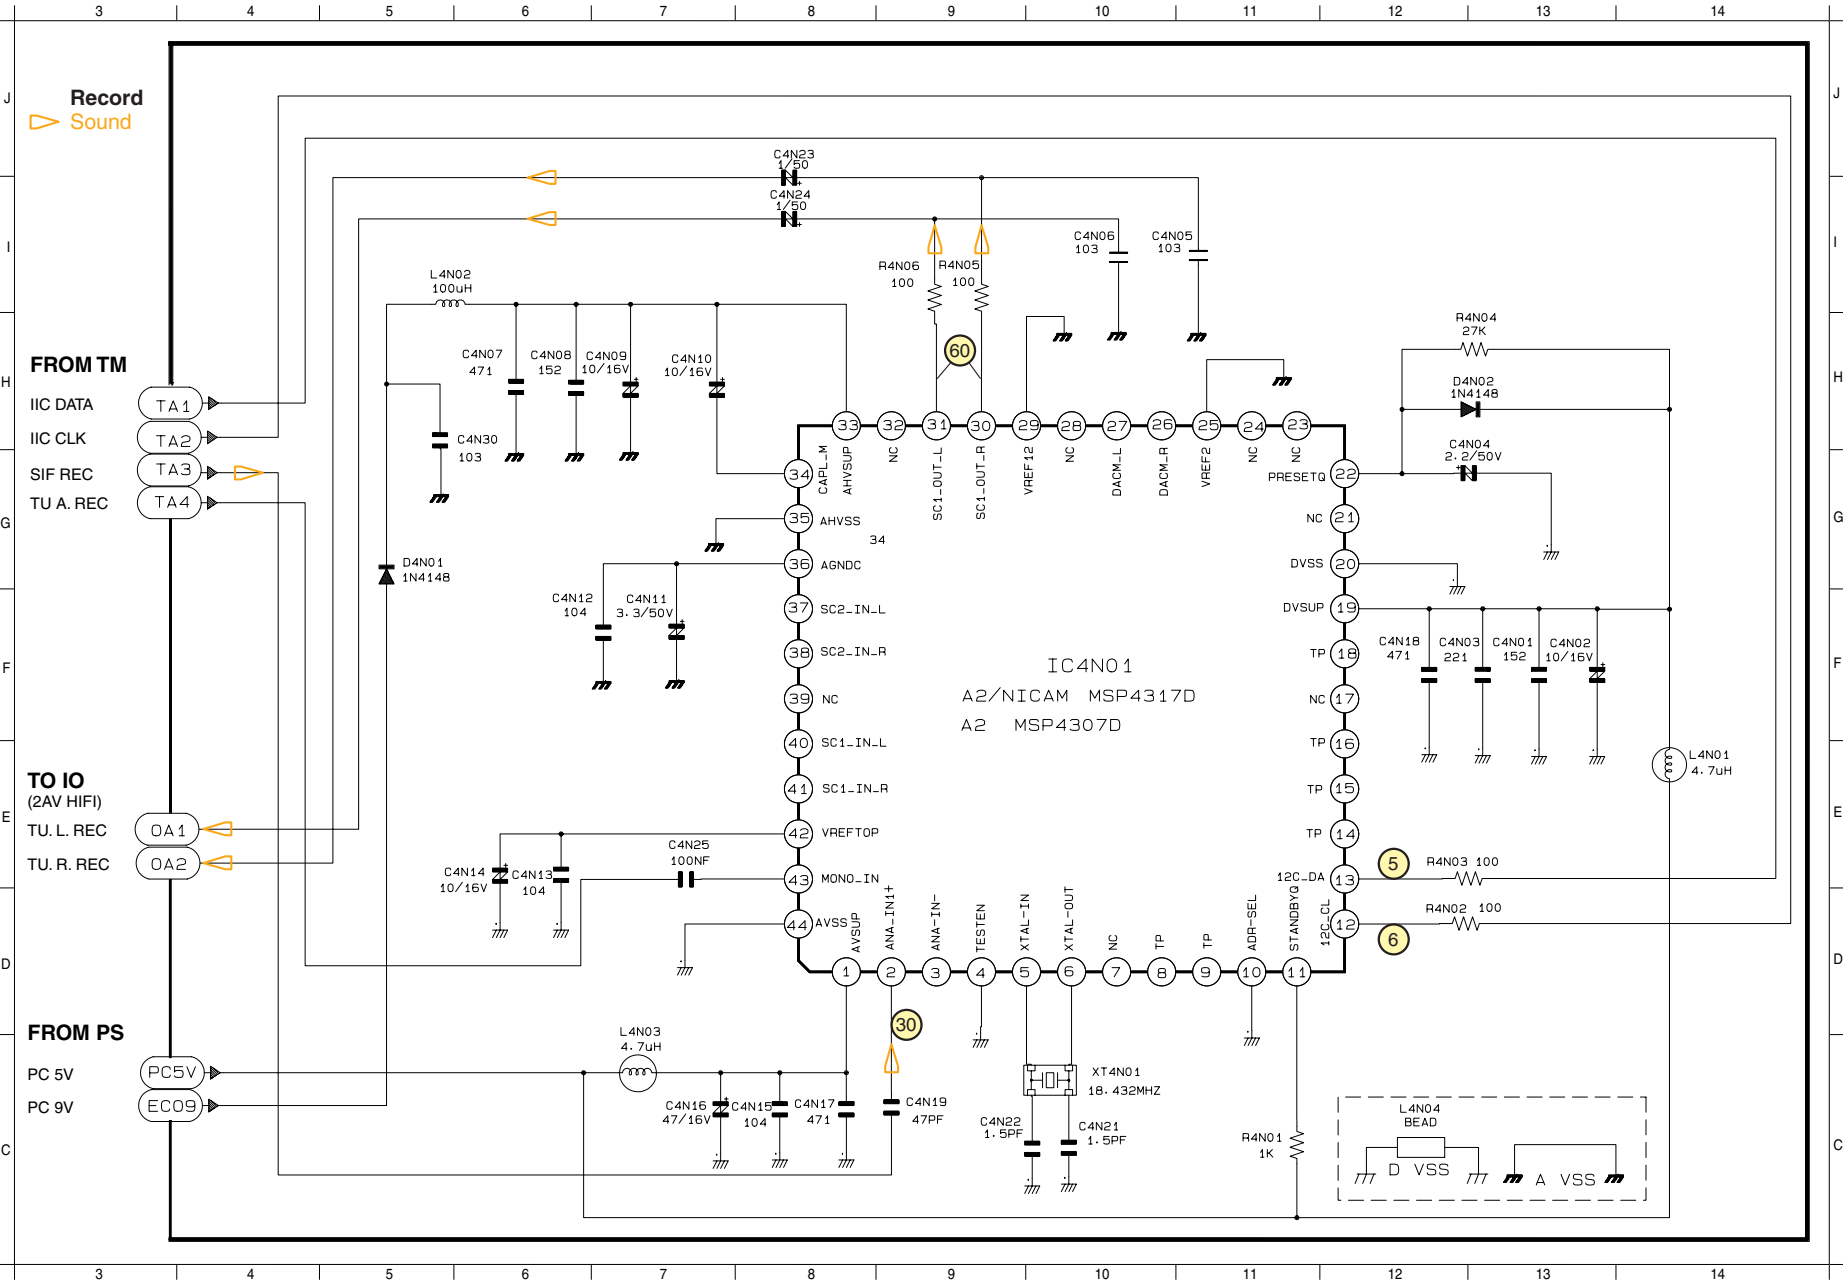 3 4 5 6 7 8 9 10 11 12 13 14
J
Record
Sound
J
C4N23
1/50
C4N24
1/50
I
I
C4N06
103
C4N05
103
R4N06
100
R4N05
100
L4N02
100uH
60
R4N04
27K
FROM TM
H
H
C4N07
471
C4N08
152
C4N09
10/16V
C4N10
10/16V
D4N02
1N4148
IIC DATA TA1
IIC CLK TA2
SIF REC TA3
TU A. REC TA4
C4N30
103
C4N04
2.2/50V
33 32 31 30 29 28 27 26 25 24 23
CAPL_M
AHVSUP
NC
SC1_OUT_L
SC1_OUT_R
VREF12
NC
DACM_L
DACM_R
VREF2
NC
NC
34
PRESETQ 22
G
G
35 AHVSS
34
NC 21
36 AGNDC
DVSS 20
D4N01
1N4148
C4N12
104
C4N11
3.3/50V
37 SC2_IN_L
DVSUP 19
38 SC2_IN_R
TP 18
C4N18
471
C4N03
221
C4N01
152
C4N02
10/16V
F
F
IC4N01
A2/NICAM MSP4317D
A2 MSP4307D
39 NC
NC 17
40 SC1_IN_L
TP 16
L4N01
4.7uH
41 SC1_IN_R
TP 15
TO IO
(2AV HIFI)
E
E
TU. L. REC OA1
TU. R. REC OA2
42 VREFTOP
TP 14
C4N25
100NF
C4N14
10/16V
C4N13
104
43 MONO_IN
12C_DA 13
5
R4N03 100
44 AVSS
12C_CL 12
6
R4N02 100
AVSUP
ANA_IN1+
ANA-IN-
TESTEN
XTAL-IN
XTAL-OUT
NC
TP
TP
ADR-SEL
STANDBYQ
D
D
1 2 3 4 5 6 7 8 9 10 11
30
FROM PS
L4N03
4.7uH
PC 5V PC5V
PC 9V EC09
XT4N01
18.432MHZ
C4N16
47/16V
C4N15
104
C4N17
471
C4N19
47PF
C4N22
1.5PF
C4N21
1.5PF
R4N01
1K
L4N04
BEAD
D VSS
A VSS
C
C
3 4 5 6 7 8 9 10 11 12 13 14